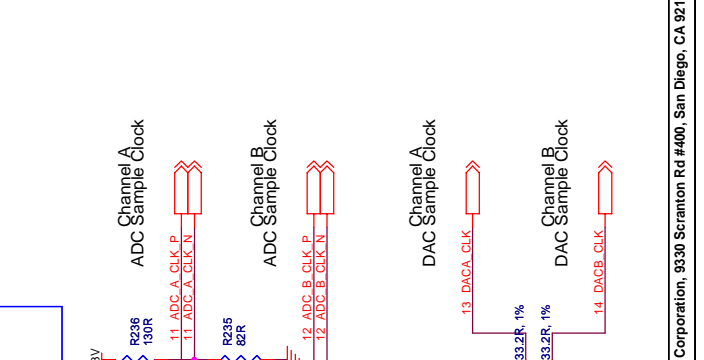 Channel A
ADC Sample Clock
Channel B
ADC Sample Clock
Channel A
DAC Sample Clock
Channel B
DAC Sample Clock
11 ADC_A_CLK_P
11 ADC_A_CLK_N
12 ADC_B_CLK_P
12 ADC_B_CLK_N
13 DACA_CLK
14 DACB_CLK
R236
130R
R235
82R
33.2R, 1%
33.2R, 1%
Corporation, 9330 Scranton Rd #400, San Diego, CA 921